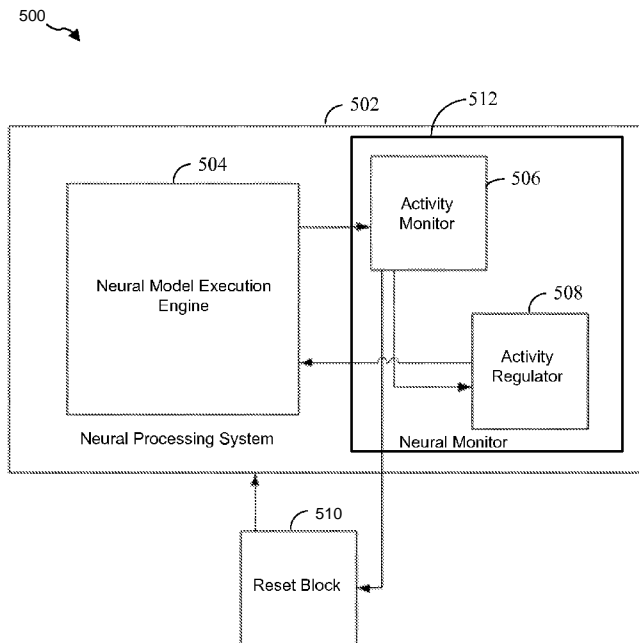 500
502
512
504
506
Activity
Monitor
Neural Model Execution
Engine
508
Activity
Regulator
Neural Processing System
Neural Monitor
510
Reset Block